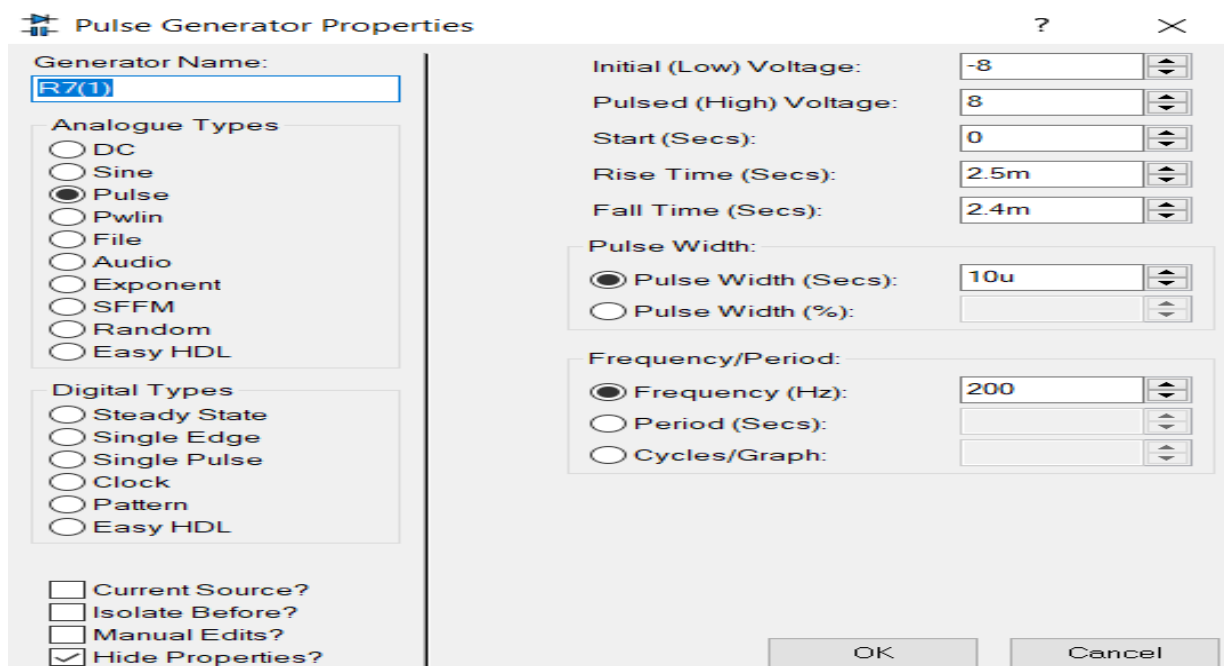 Pulse Generator Properties ?
Generator Name:
R7(1)
Analogue Types
DC
Sine
Pulse
Pwlin
File
Audio
Exponent
SFFM
Random
Easy HDL
Digital Types
Steady State
Single Edge
Single Pulse
Clock
Pattern
Easy HDL
Current Source?
Isolate Before?
Manual Edits?
Hide Properties?
Initial (Low) Voltage: -8
Pulsed (High) Voltage: 8
Start (Secs): 0
Rise Time (Secs): 2.5m
Fall Time (Secs): 2.4m
Pulse Width:
Pulse Width (Secs): 10u
Pulse Width (%):
Frequency/Period:
Frequency (Hz): 200
Period (Secs):
Cycles/Graph:
OK Cancel